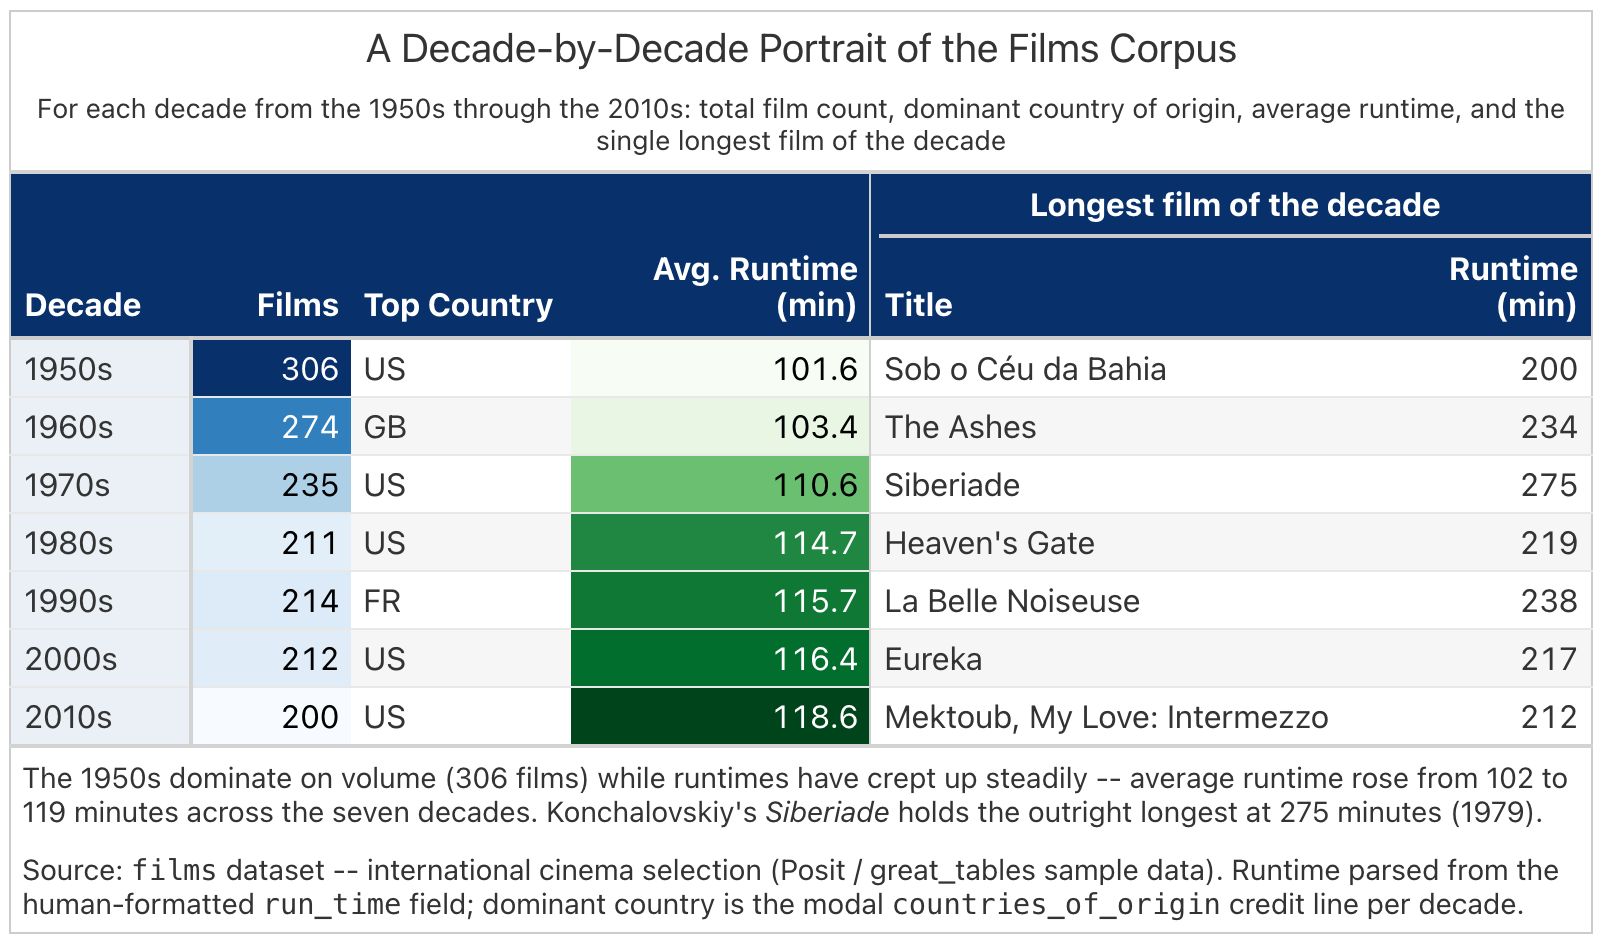 A Decade-by-Decade Portrait of the Films Corpus
For each decade from the 1950s through the 2010s: total film count, dominant country of origin, average runtime, and the
single longest film of the decade
Longest film of the decade
Decade Films Top Country Avg. Runtime (min) Title Runtime (min)
1950s 306 US 101.6 Sob o Céu da Bahia 200
1960s 274 GB 103.4 The Ashes 234
1970s 235 US 110.6 Siberiade 275
1980s 211 US 114.7 Heaven's Gate 219
1990s 214 FR 115.7 La Belle Noiseuse 238
2000s 212 US 116.4 Eureka 217
2010s 200 US 118.6 Mektoub, My Love: Intermezzo 212
The 1950s dominate on volume (306 films) while runtimes have crept up steadily -- average runtime rose from 102 to
119 minutes across the seven decades. Konchalovskiy's Siberiade holds the outright longest at 275 minutes (1979).
Source: films dataset -- international cinema selection (Posit / great_tables sample data). Runtime parsed from the
human-formatted run_time field; dominant country is the modal countries_of_origin credit line per decade.